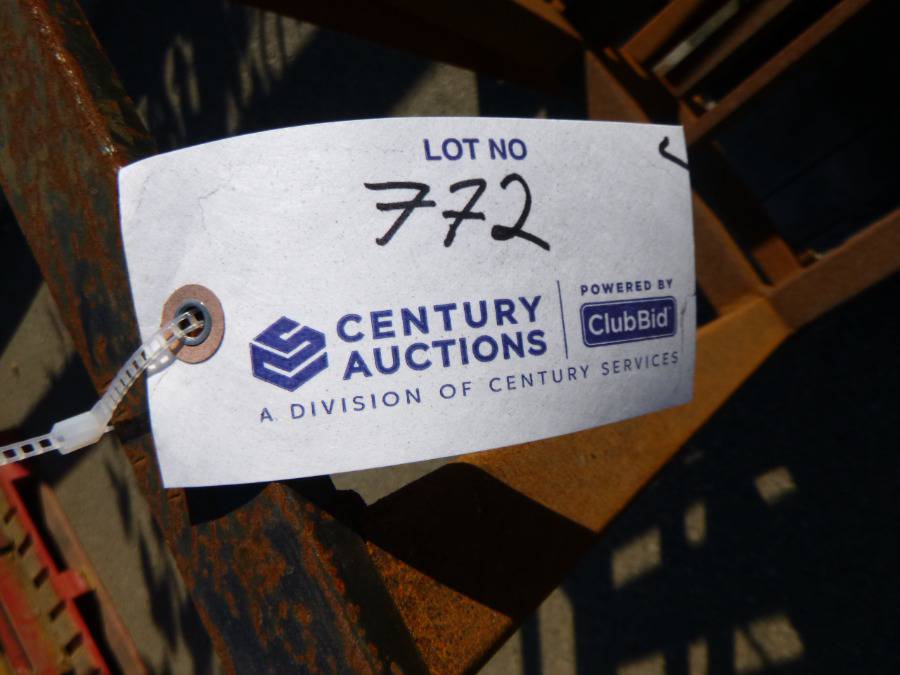 LOT NO
772
CENTURY
AUCTIONS
POWERED BY
ClubBid
A DIVISION OF CENTURY SERVICES